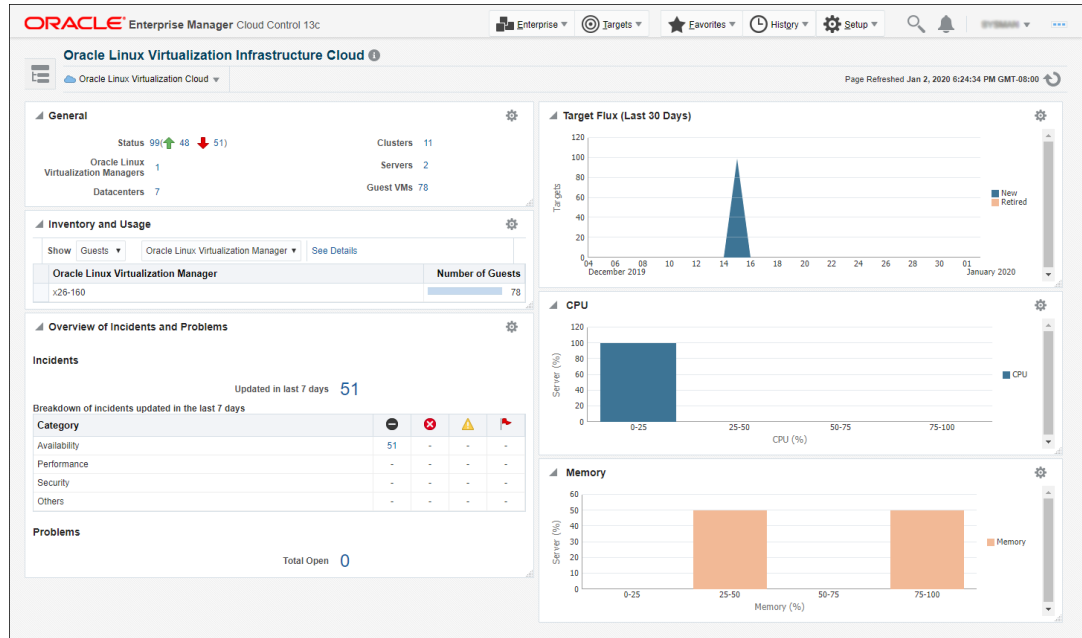 ORACLE Enterprise Manager Cloud Control 13c
Enterprise Targets Favorites History Setup
Oracle Linux Virtualization Infrastructure Cloud
Oracle Linux Virtualization Cloud
Page Refreshed Jan 2, 2020 6:24:34 PM GMT-08:00
General
Status 99( 48 51)
Oracle Linux
Virtualization Managers 1
Datacenters 7
Clusters 11
Servers 2
Guest VMs 78
Inventory and Usage
Show Guests Oracle Linux Virtualization Manager See Details
Oracle Linux Virtualization Manager Number of Guests
x26-160 78
Overview of Incidents and Problems
Incidents
Updated in last 7 days 51
Breakdown of incidents updated in the last 7 days
Category
Availability 51 - - -
Performance - - - -
Security - - - -
Others - - - -
Problems
Total Open 0
Target Flux (Last 30 Days)
120
100
80
60
40
20
0
Targets
04 06 08 10 12 14 16 18 20 22 24 26 28 30 01
December 2019 January 2020
New
Retired
CPU
120
100
80
60
40
20
0
Server (%)
0-25 25-50 50-75 75-100
CPU (%)
CPU
Memory
60
50
40
30
20
10
0
Server (%)
0-25 25-50 50-75 75-100
Memory (%)
Memory